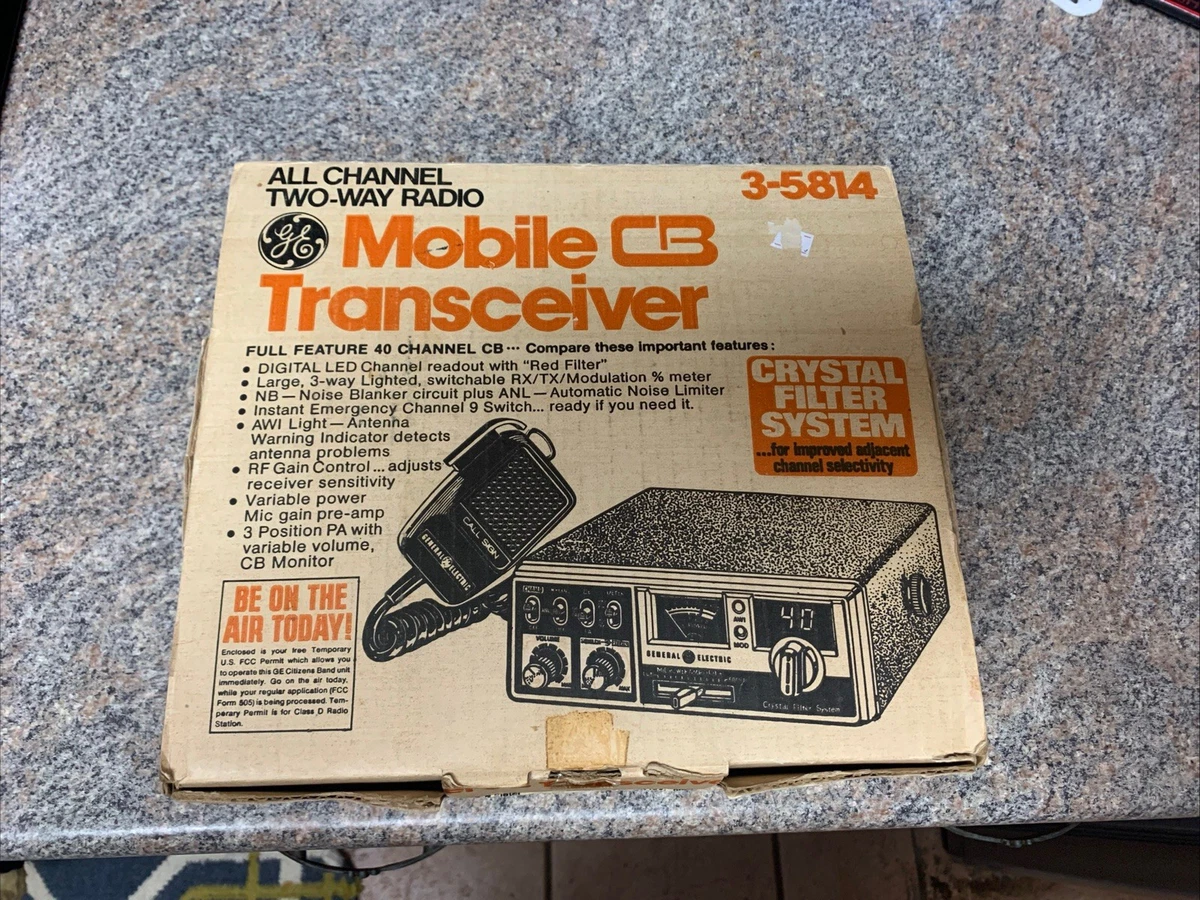 ALL CHANNEL
TWO-WAY RADIO
3-5814
GE Mobile CB
Transceiver
FULL FEATURE 40 CHANNEL CB... Compare these important features:
• DIGITAL LED Channel readout with "Red Filter"
• Large, 3-way Lighted, switchable RX/TX/Modulation % meter
• NB — Noise Blanker circuit plus ANL — Automatic Noise Limiter
• Instant Emergency Channel 9 Switch... ready if you need it.
• AWI Light — Antenna
Warning Indicator detects
antenna problems
• RF Gain Control ... adjusts
receiver sensitivity
• Variable power
Mic gain pre-amp
• 3 Position PA with
variable volume,
CB Monitor
CRYSTAL
FILTER
SYSTEM
...for improved adjacent
channel selectivity
BE ON THE
AIR TODAY!
Enclosed is your free Temporary
U.S. FCC Permit which allows you
to operate this GE Citizens Band unit
immediately. Go on the air today,
while your regular application (FCC
Form 505) is being processed. Tem-
porary Permit is for Class D Radio
Station.
CALL SIGN
GENERAL ELECTRIC
VOLUME
MAX
AWI
MOD
40
GENERAL ELECTRIC
Crystal Filter System